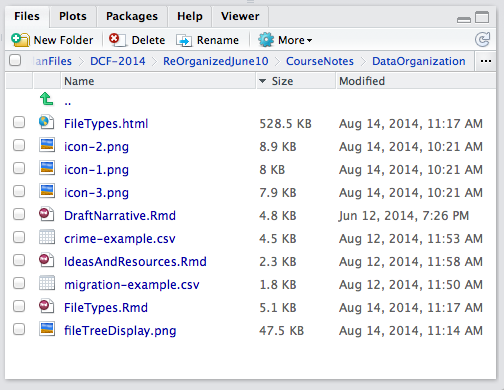 Files Plots Packages Help Viewer
New Folder Delete Rename More
anFiles DCF-2014 ReOrganizedJune10 CourseNotes DataOrganization ...
Name Size Modified
..
FileTypes.html 528.5 KB Aug 14, 2014, 11:17 AM
icon-2.png 8.9 KB Aug 14, 2014, 10:21 AM
icon-1.png 8 KB Aug 14, 2014, 10:21 AM
icon-3.png 7.9 KB Aug 14, 2014, 10:21 AM
DraftNarrative.Rmd 4.8 KB Jun 12, 2014, 7:26 PM
crime-example.csv 4.5 KB Aug 12, 2014, 11:53 AM
IdeasAndResources.Rmd 2.3 KB Aug 12, 2014, 11:58 AM
migration-example.csv 1.8 KB Aug 12, 2014, 11:50 AM
FileTypes.Rmd 5.1 KB Aug 14, 2014, 11:17 AM
fileTreeDisplay.png 47.5 KB Aug 14, 2014, 11:14 AM